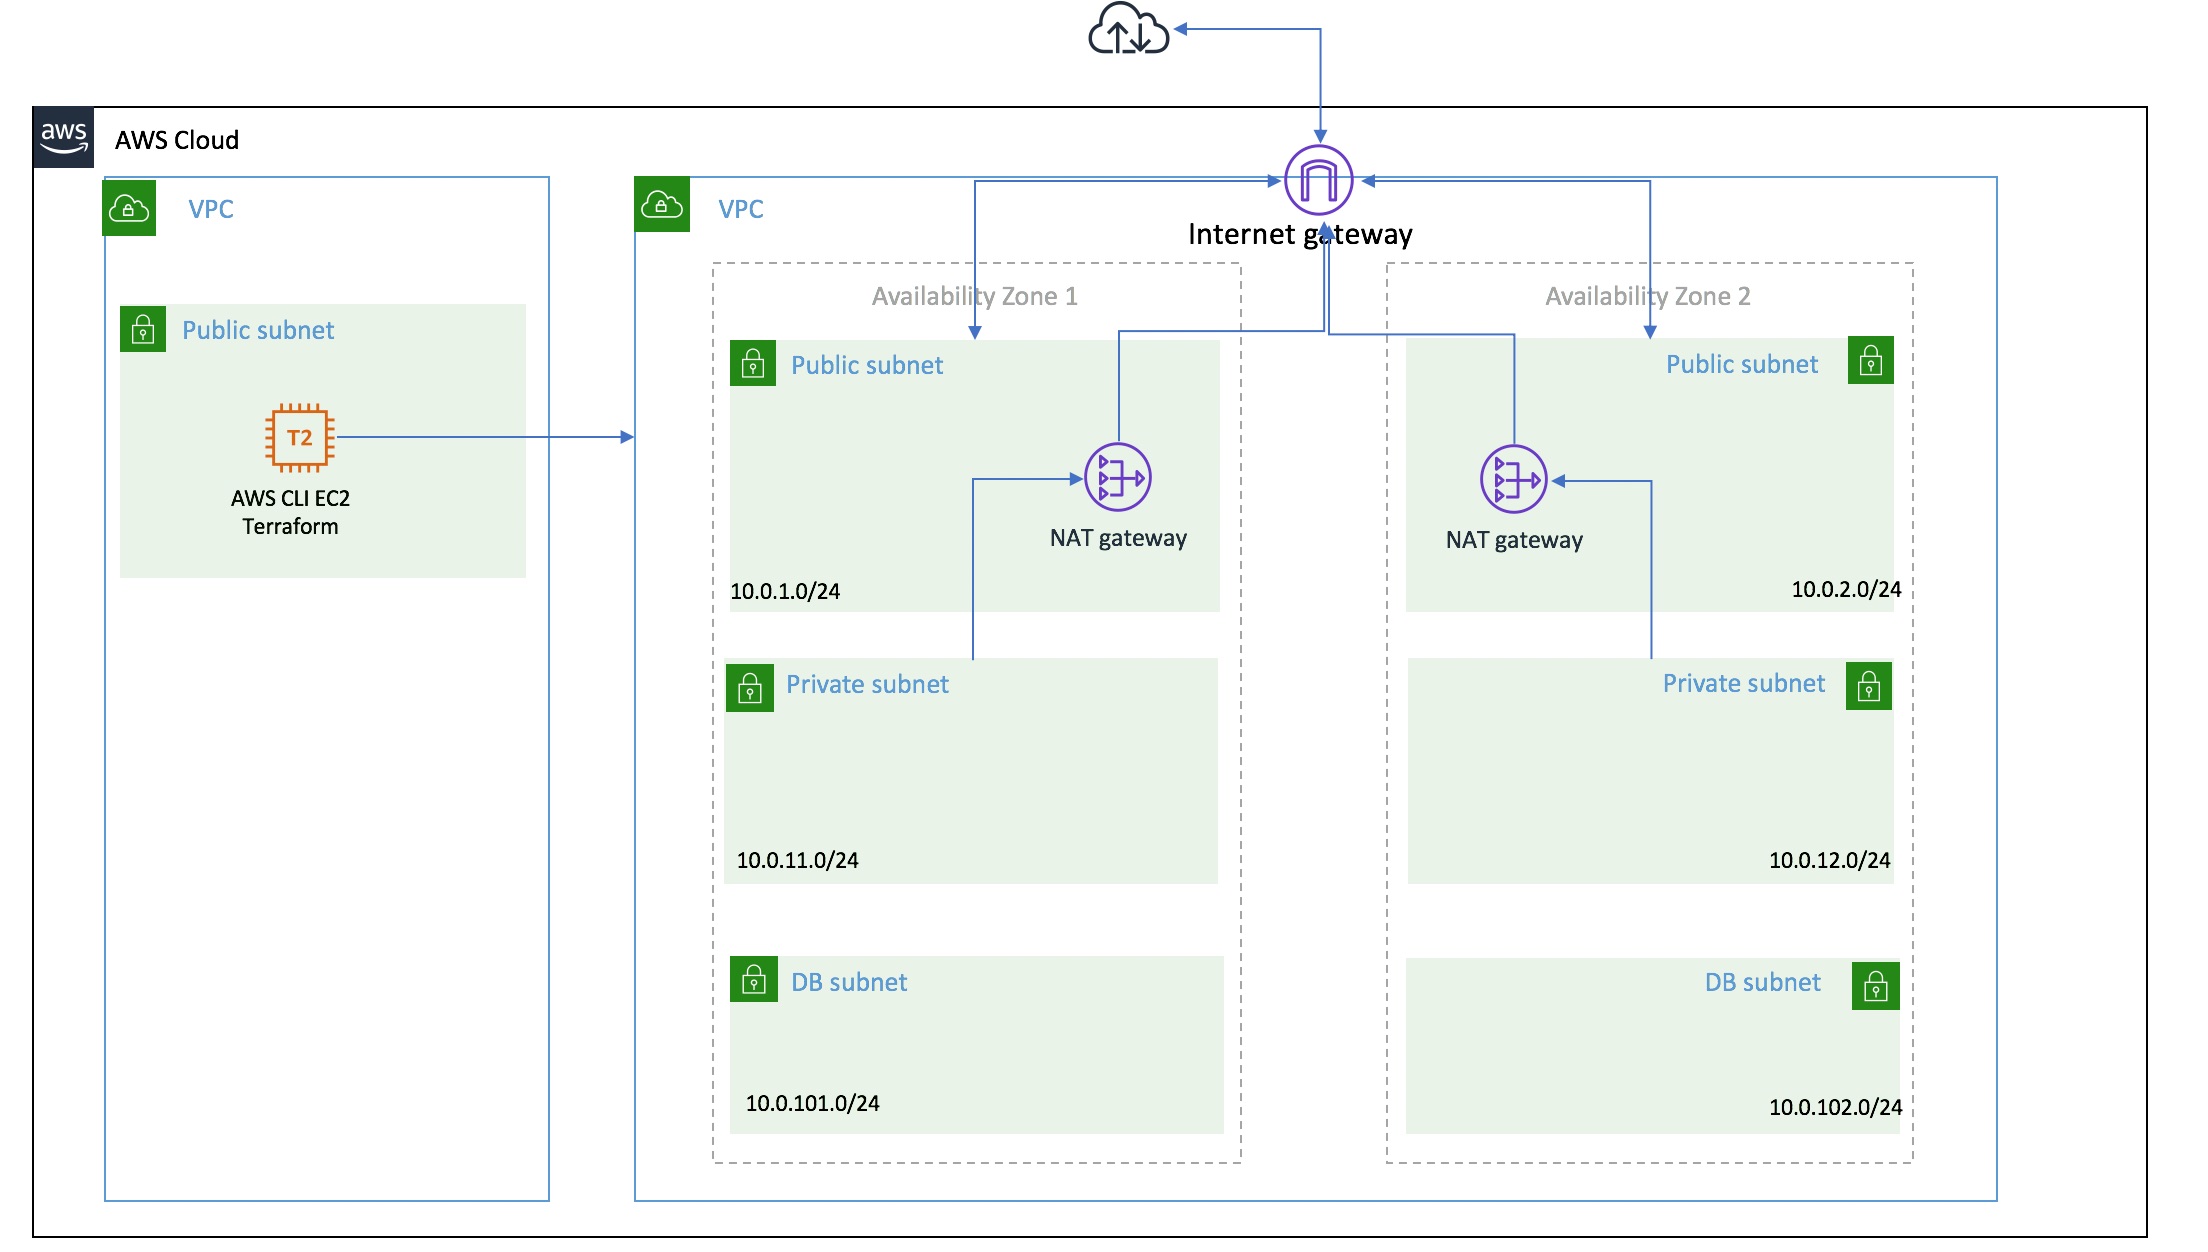 aws
AWS Cloud
VPC
Public subnet
T2
AWS CLI EC2
Terraform
VPC
Internet gateway
Availability Zone 1
Public subnet
NAT gateway
10.0.1.0/24
Private subnet
10.0.11.0/24
DB subnet
10.0.101.0/24
Availability Zone 2
Public subnet
NAT gateway
10.0.2.0/24
Private subnet
10.0.12.0/24
DB subnet
10.0.102.0/24